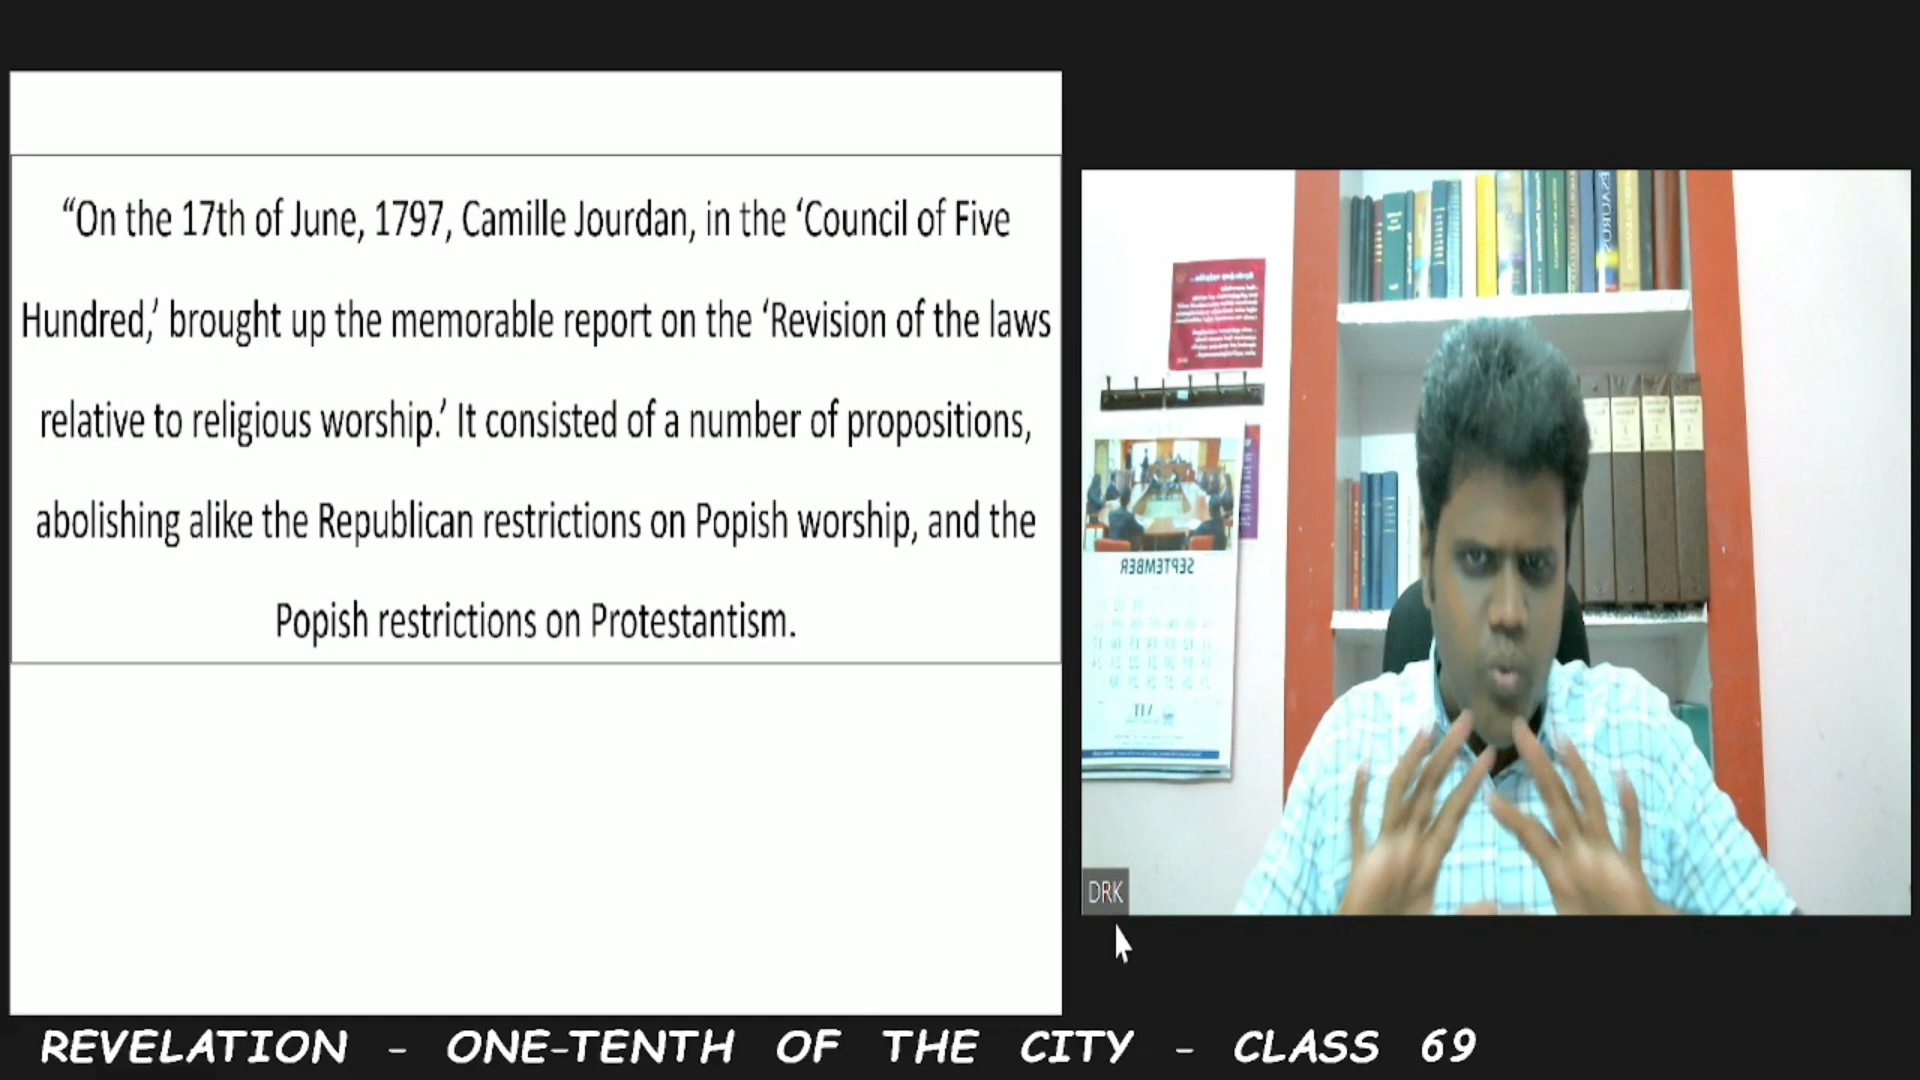 “On the 17th of June, 1797, Camille Jourdan, in the ‘Council of Five
Hundred,’ brought up the memorable report on the ‘Revision of the laws
relative to religious worship.’ It consisted of a number of propositions,
abolishing alike the Republican restrictions on Popish worship, and the
Popish restrictions on Protestantism.
SEPTEMBER
VIT
DRK
REVELATION - ONE-TENTH OF THE CITY - CLASS 69